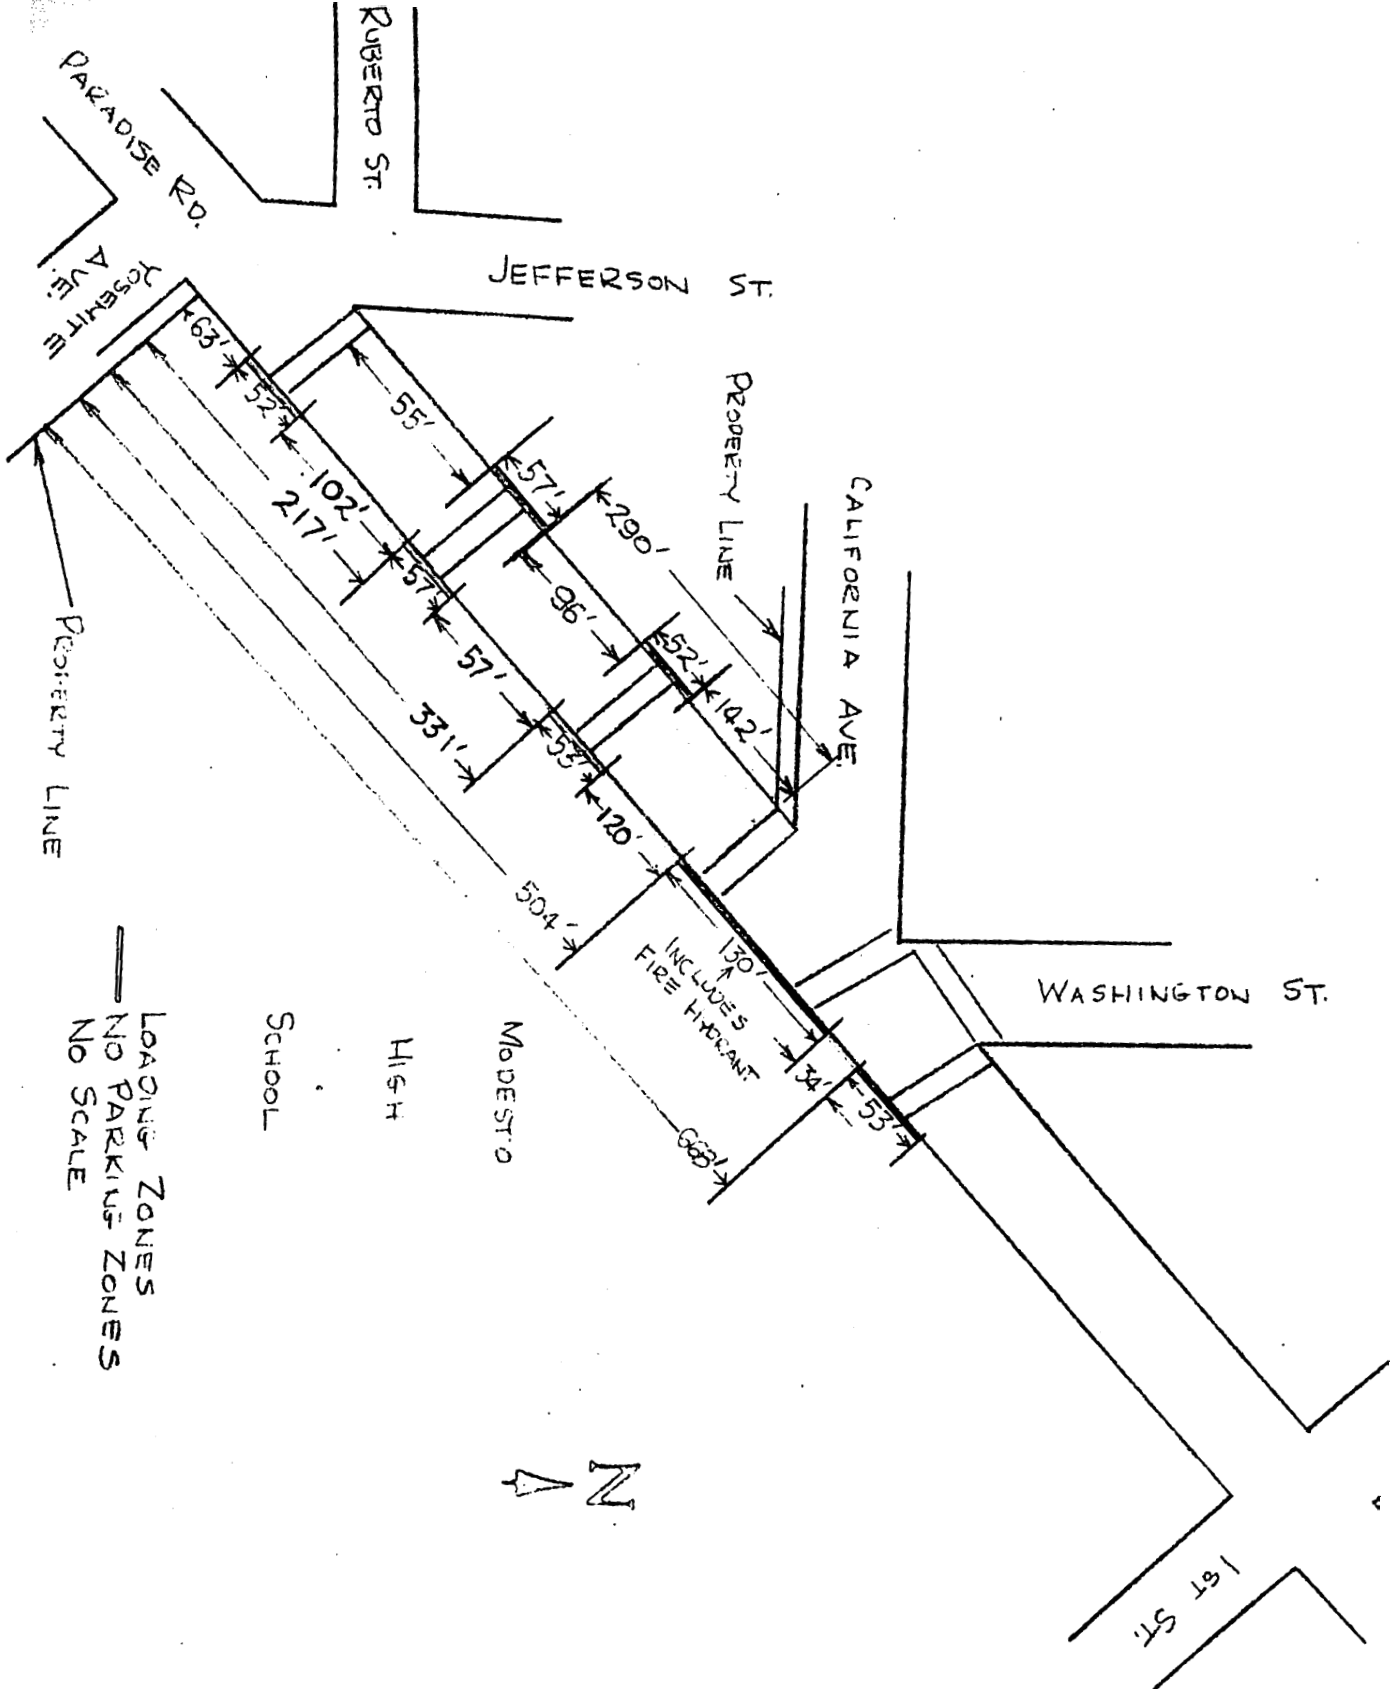 RUBERTO ST.
PARADISE RD.
YOSEMITE
AVE.
JEFFERSON ST.
PROPERTY LINE
CALIFORNIA AVE.
WASHINGTON ST.
63'
52'
102'
217'
55'
57'
290'
57'
96'
52'
142'
57'
331'
53'
120'
504'
130'
INCLUDES
FIRE HYDRANT
34'
53'
668'
PROPERTY LINE
MODESTO
HIGH
SCHOOL
LOADING ZONES
NO PARKING ZONES
NO SCALE
N
1ST ST.